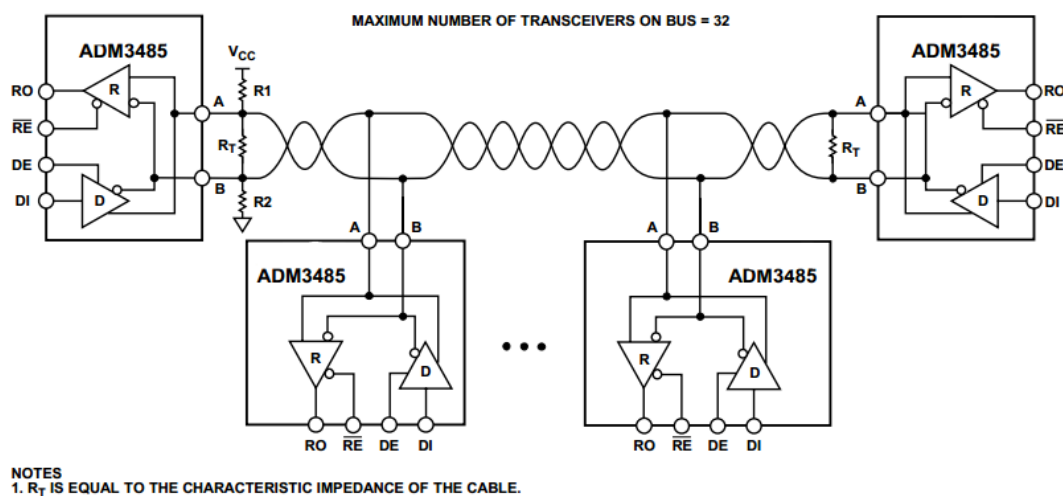 MAXIMUM NUMBER OF TRANSCEIVERS ON BUS = 32
ADM3485
RO
R
RE
DE
DI
D
A
B
VCC
R1
RT
R2
A
B
RT
ADM3485
R
D
RO
RE
DE
DI
A B
ADM3485
R
D
RO RE DE DI
A B
ADM3485
R
D
RO RE DE DI
NOTES
1. RT IS EQUAL TO THE CHARACTERISTIC IMPEDANCE OF THE CABLE.